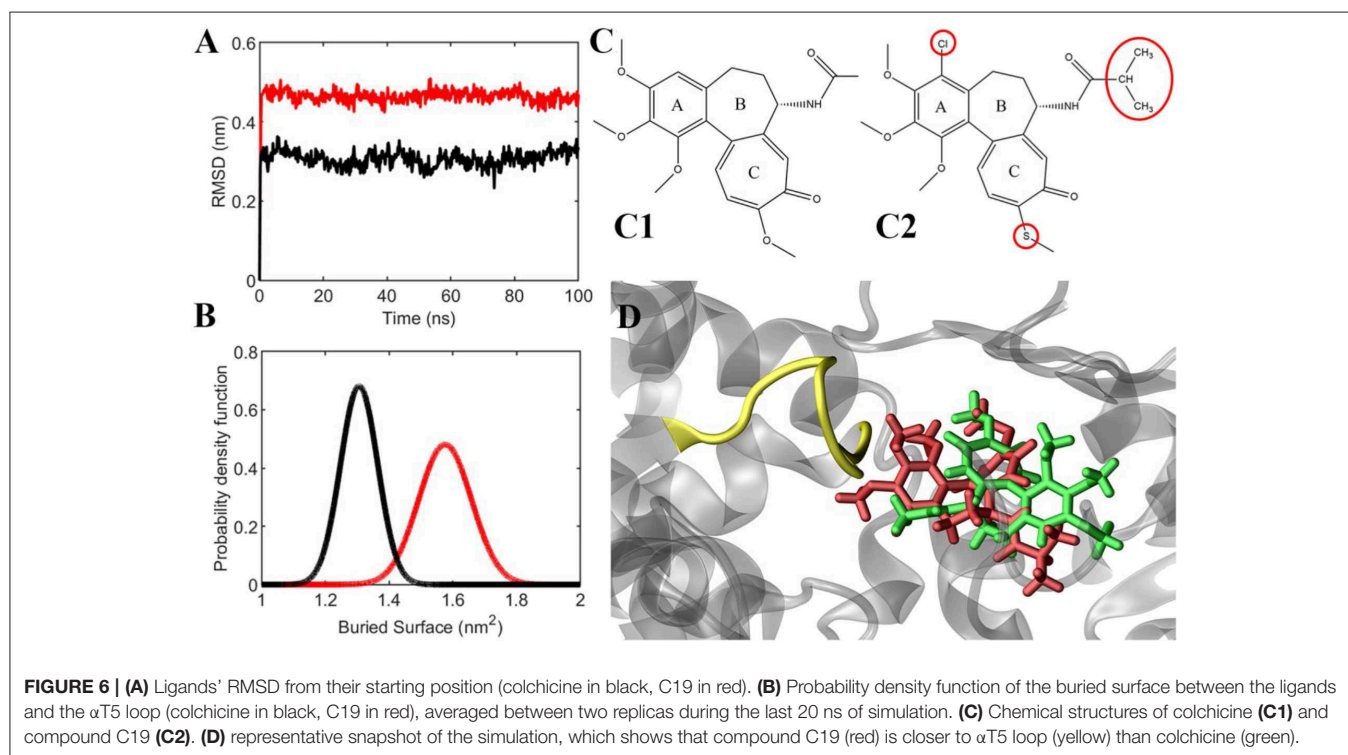 A
0.6
0.4
0.2
0
RMSD (nm)
0 20 40 60 80 100
Time (ns)
B
0.8
0.6
0.4
0.2
0
Probability density function
1 1.2 1.4 1.6 1.8 2
Buried Surface (nm²)
C
O
O
O
O
O
O
NH
A
B
C
C1
Cl
O
O
O
O
O
S
NH
CH
CH₃
CH₃
A
B
C
C2
D
FIGURE 6 | (A) Ligands’ RMSD from their starting position (colchicine in black, C19 in red). (B) Probability density function of the buried surface between the ligands
and the αT5 loop (colchicine in black, C19 in red), averaged between two replicas during the last 20 ns of simulation. (C) Chemical structures of colchicine (C1) and
compound C19 (C2). (D) representative snapshot of the simulation, which shows that compound C19 (red) is closer to αT5 loop (yellow) than colchicine (green).